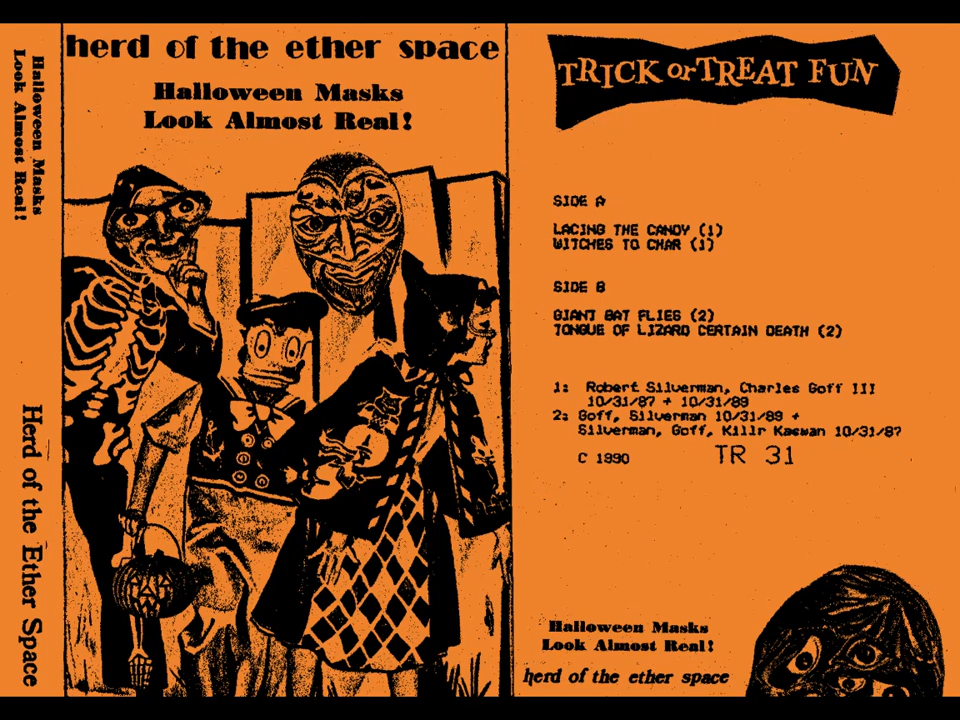 Halloween Masks
Look Almost Real!
Herd of the Ether Space
herd of the ether space
Halloween Masks
Look Almost Real!
TRICK or TREAT FUN
SIDE A
LACING THE CANDY (1)
WITCHES TO CHAR (1)
SIDE B
GIANT BAT FLIES (2)
TONGUE OF LIZARD CERTAIN DEATH (2)
1: Robert Silverman, Charles Goff III
10/31/87 + 10/31/89
2: Goff, Silverman 10/31/89 +
Silverman, Goff, Killr Kaswan 10/31/87
C 1990 TR 31
Halloween Masks
Look Almost Real!
herd of the ether space